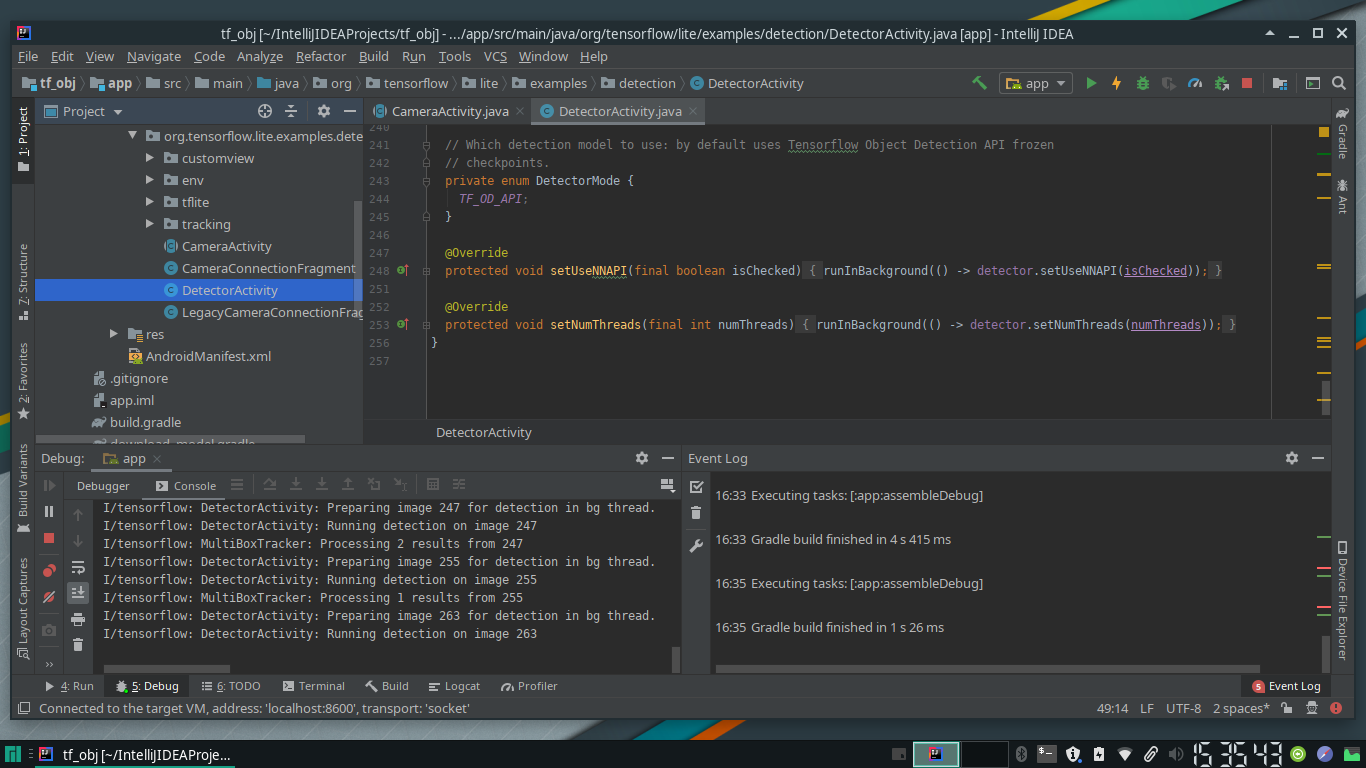 tf_obj [~/IntelliJIDEAProjects/tf_obj] - .../app/src/main/java/org/tensorflow/lite/examples/detection/DetectorActivity.java [app] - IntelliJ IDEA
File Edit View Navigate Code Analyze Refactor Build Run Tools VCS Window Help
tf_obj app src main java org tensorflow lite examples detection DetectorActivity
app
1: Project
Z: Structure
2: Favorites
Build Variants
Layout Captures
Project
org.tensorflow.lite.examples.dete
customview
env
tflite
tracking
CameraActivity
CameraConnectionFragment
DetectorActivity
LegacyCameraConnectionFrag
res
AndroidManifest.xml
.gitignore
app.iml
build.gradle
download_model.gradle
CameraActivity.java
DetectorActivity.java
240
241 // Which detection model to use: by default uses Tensorflow Object Detection API frozen
242 // checkpoints.
243 private enum DetectorMode {
244 TF_OD_API;
245 }
246
247 @Override
248 protected void setUseNNAPI(final boolean isChecked) { runInBackground(() -> detector.setUseNNAPI(isChecked)); }
251
252 @Override
253 protected void setNumThreads(final int numThreads) { runInBackground(() -> detector.setNumThreads(numThreads)); }
256 }
257
DetectorActivity
Gradle
Ant
Device File Explorer
Debug: app
Debugger Console
I/tensorflow: DetectorActivity: Preparing image 247 for detection in bg thread.
I/tensorflow: DetectorActivity: Running detection on image 247
I/tensorflow: MultiBoxTracker: Processing 2 results from 247
I/tensorflow: DetectorActivity: Preparing image 255 for detection in bg thread.
I/tensorflow: DetectorActivity: Running detection on image 255
I/tensorflow: MultiBoxTracker: Processing 1 results from 255
I/tensorflow: DetectorActivity: Preparing image 263 for detection in bg thread.
I/tensorflow: DetectorActivity: Running detection on image 263
Event Log
16:33 Executing tasks: [:app:assembleDebug]
16:33 Gradle build finished in 4 s 415 ms
16:35 Executing tasks: [:app:assembleDebug]
16:35 Gradle build finished in 1 s 26 ms
4: Run 5: Debug 6: TODO Terminal Build Logcat Profiler 5 Event Log
Connected to the target VM, address: 'localhost:8600', transport: 'socket' 49:14 LF UTF-8 2 spaces*
tf_obj [~/IntelliJIDEAProje... 15 35 43